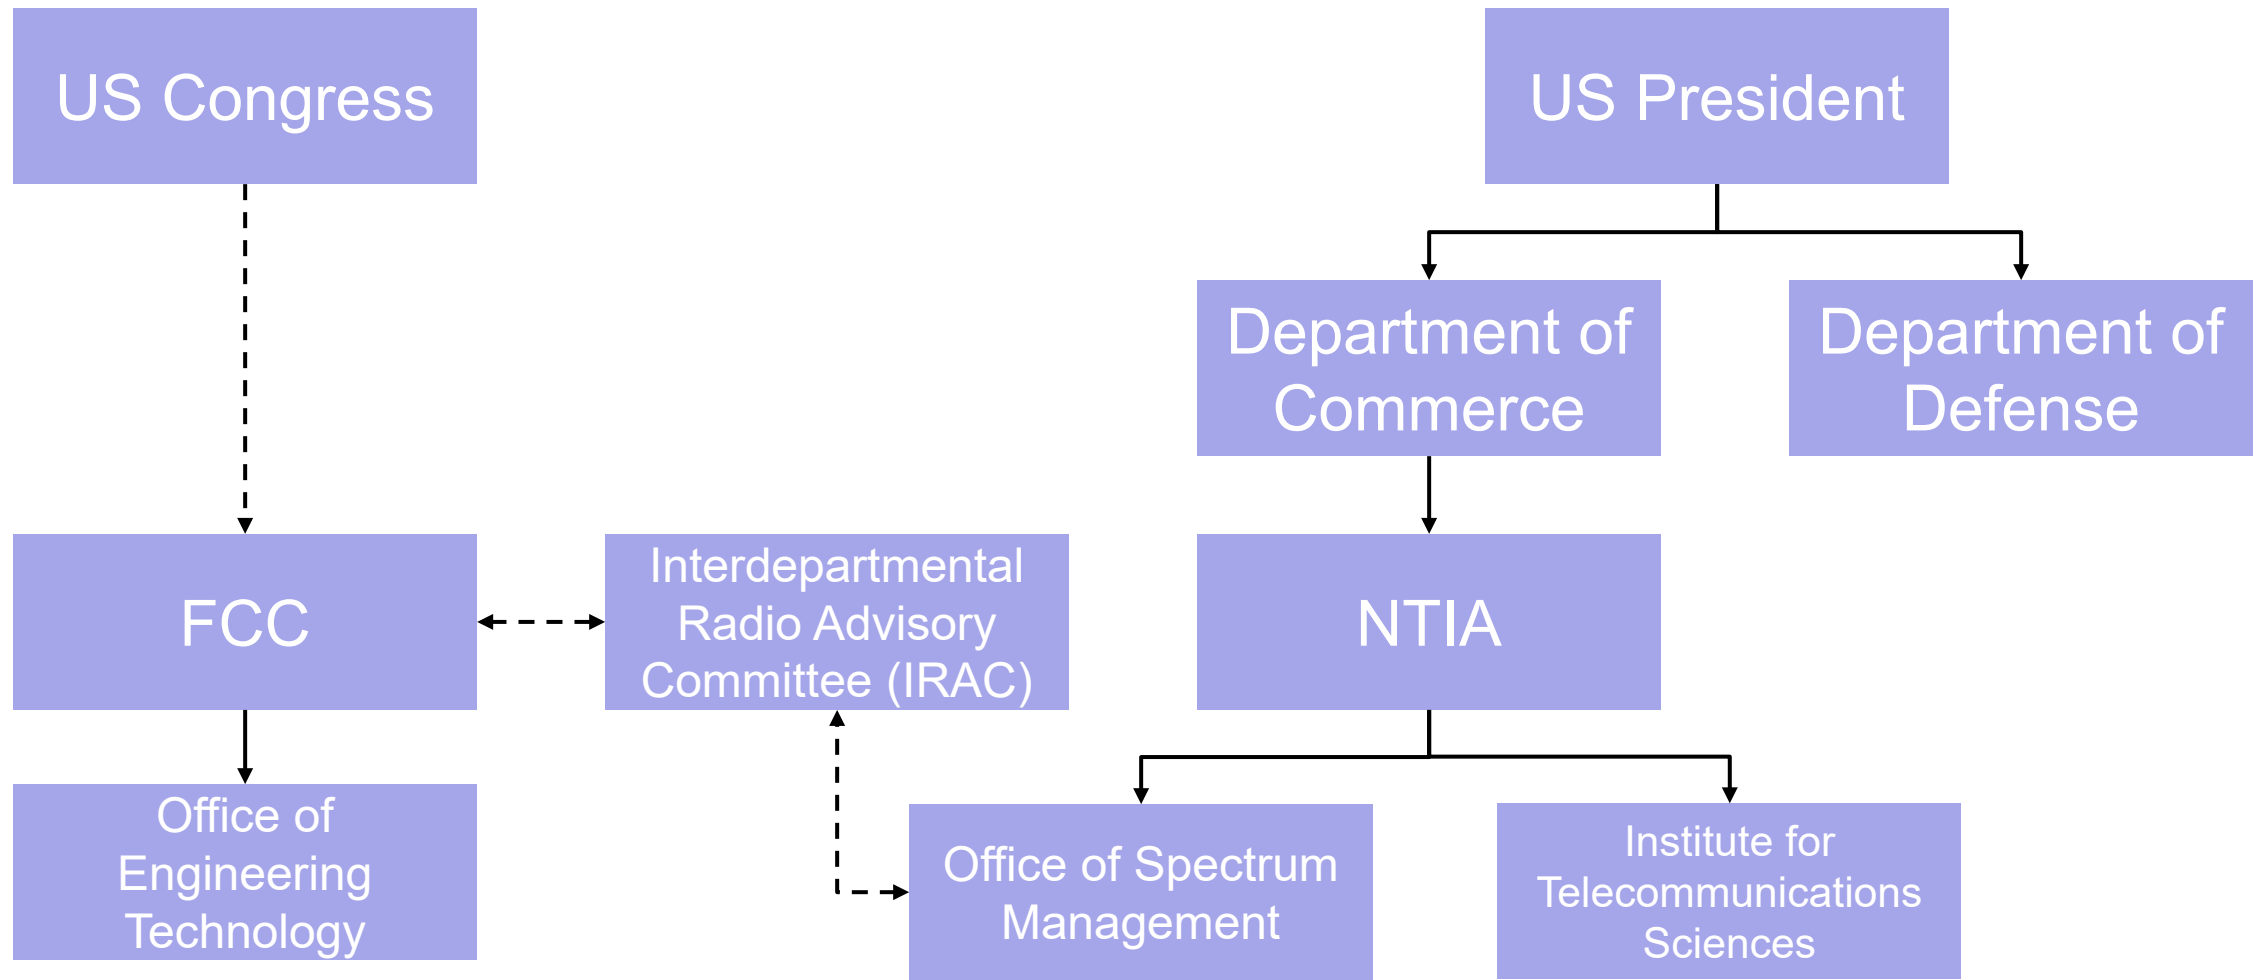 US Congress
US President
Department of
Commerce
Department of
Defense
FCC
Interdepartmental
Radio Advisory
Committee (IRAC)
NTIA
Office of
Engineering
Technology
Office of Spectrum
Management
Institute for
Telecommunications
Sciences